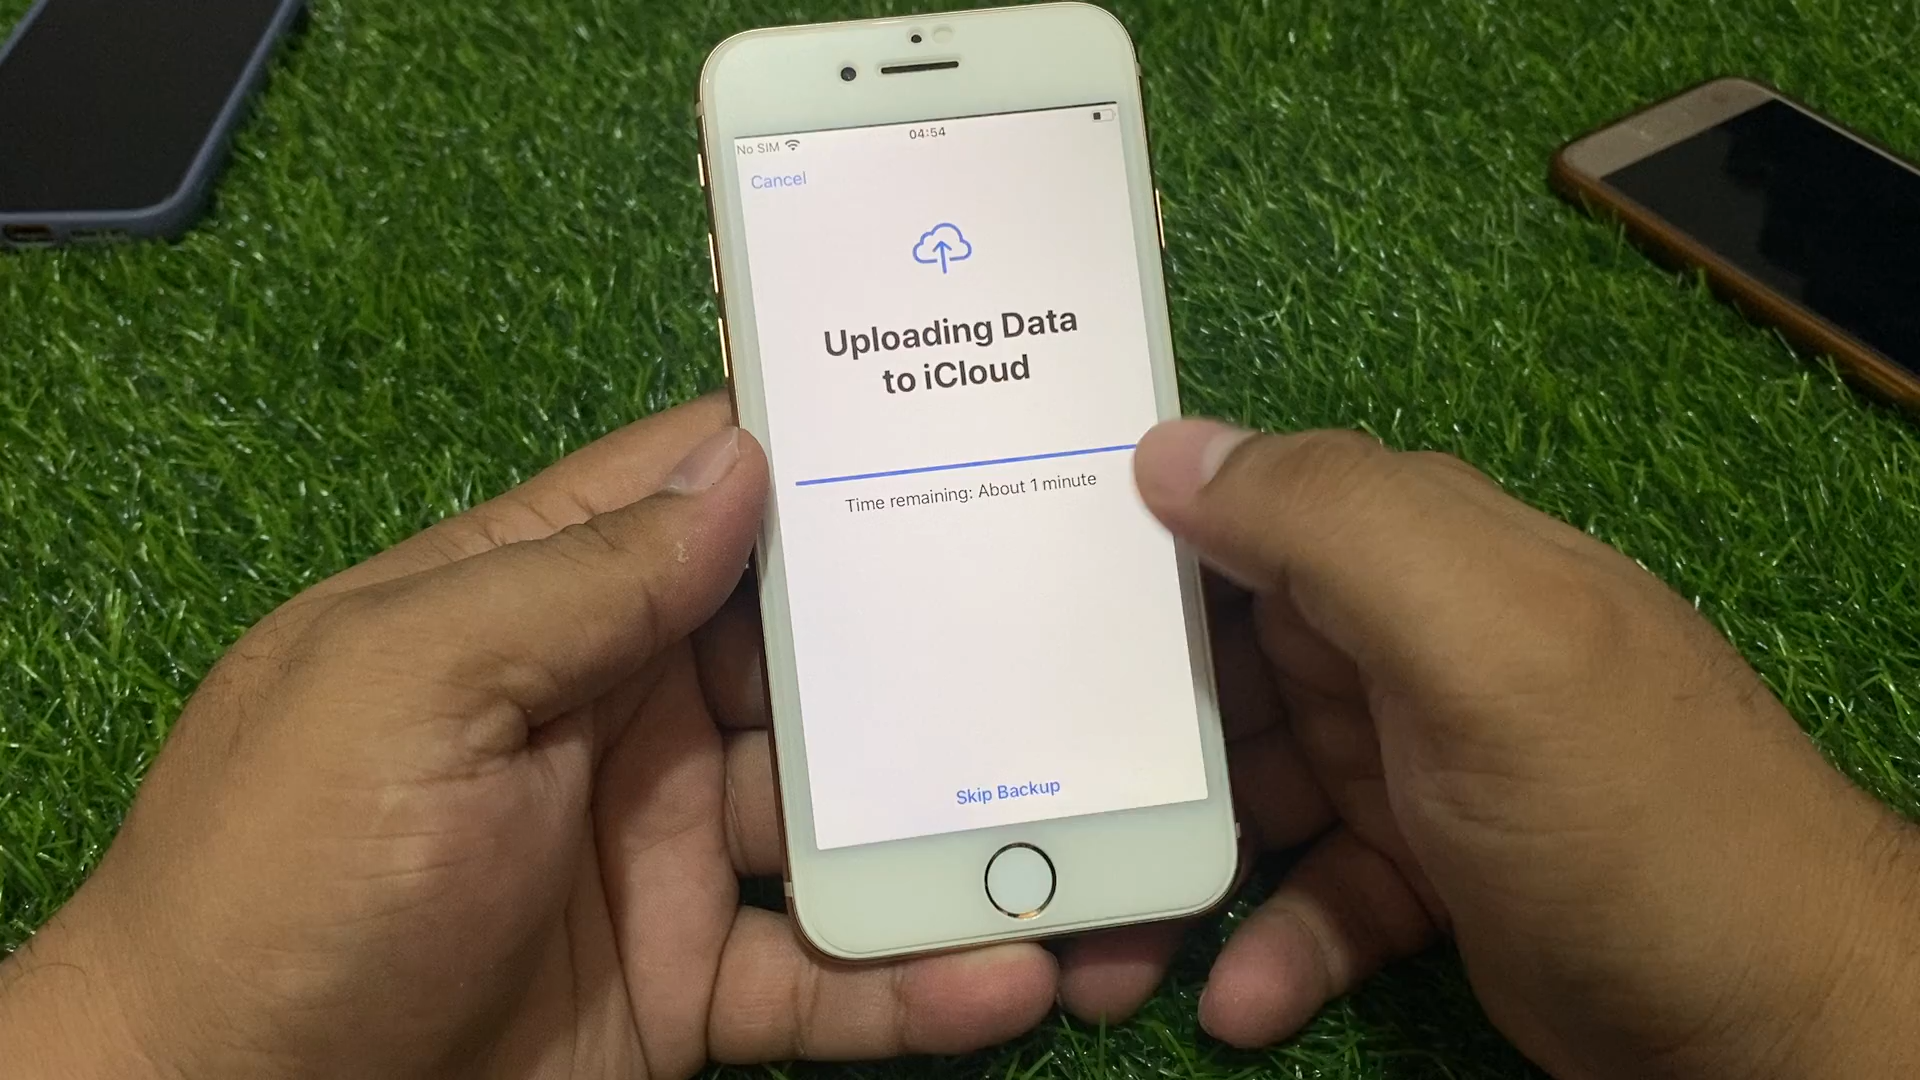 04:54
No SIM
Cancel
Uploading Data
to iCloud
Time remaining: About 1 minute
Skip Backup